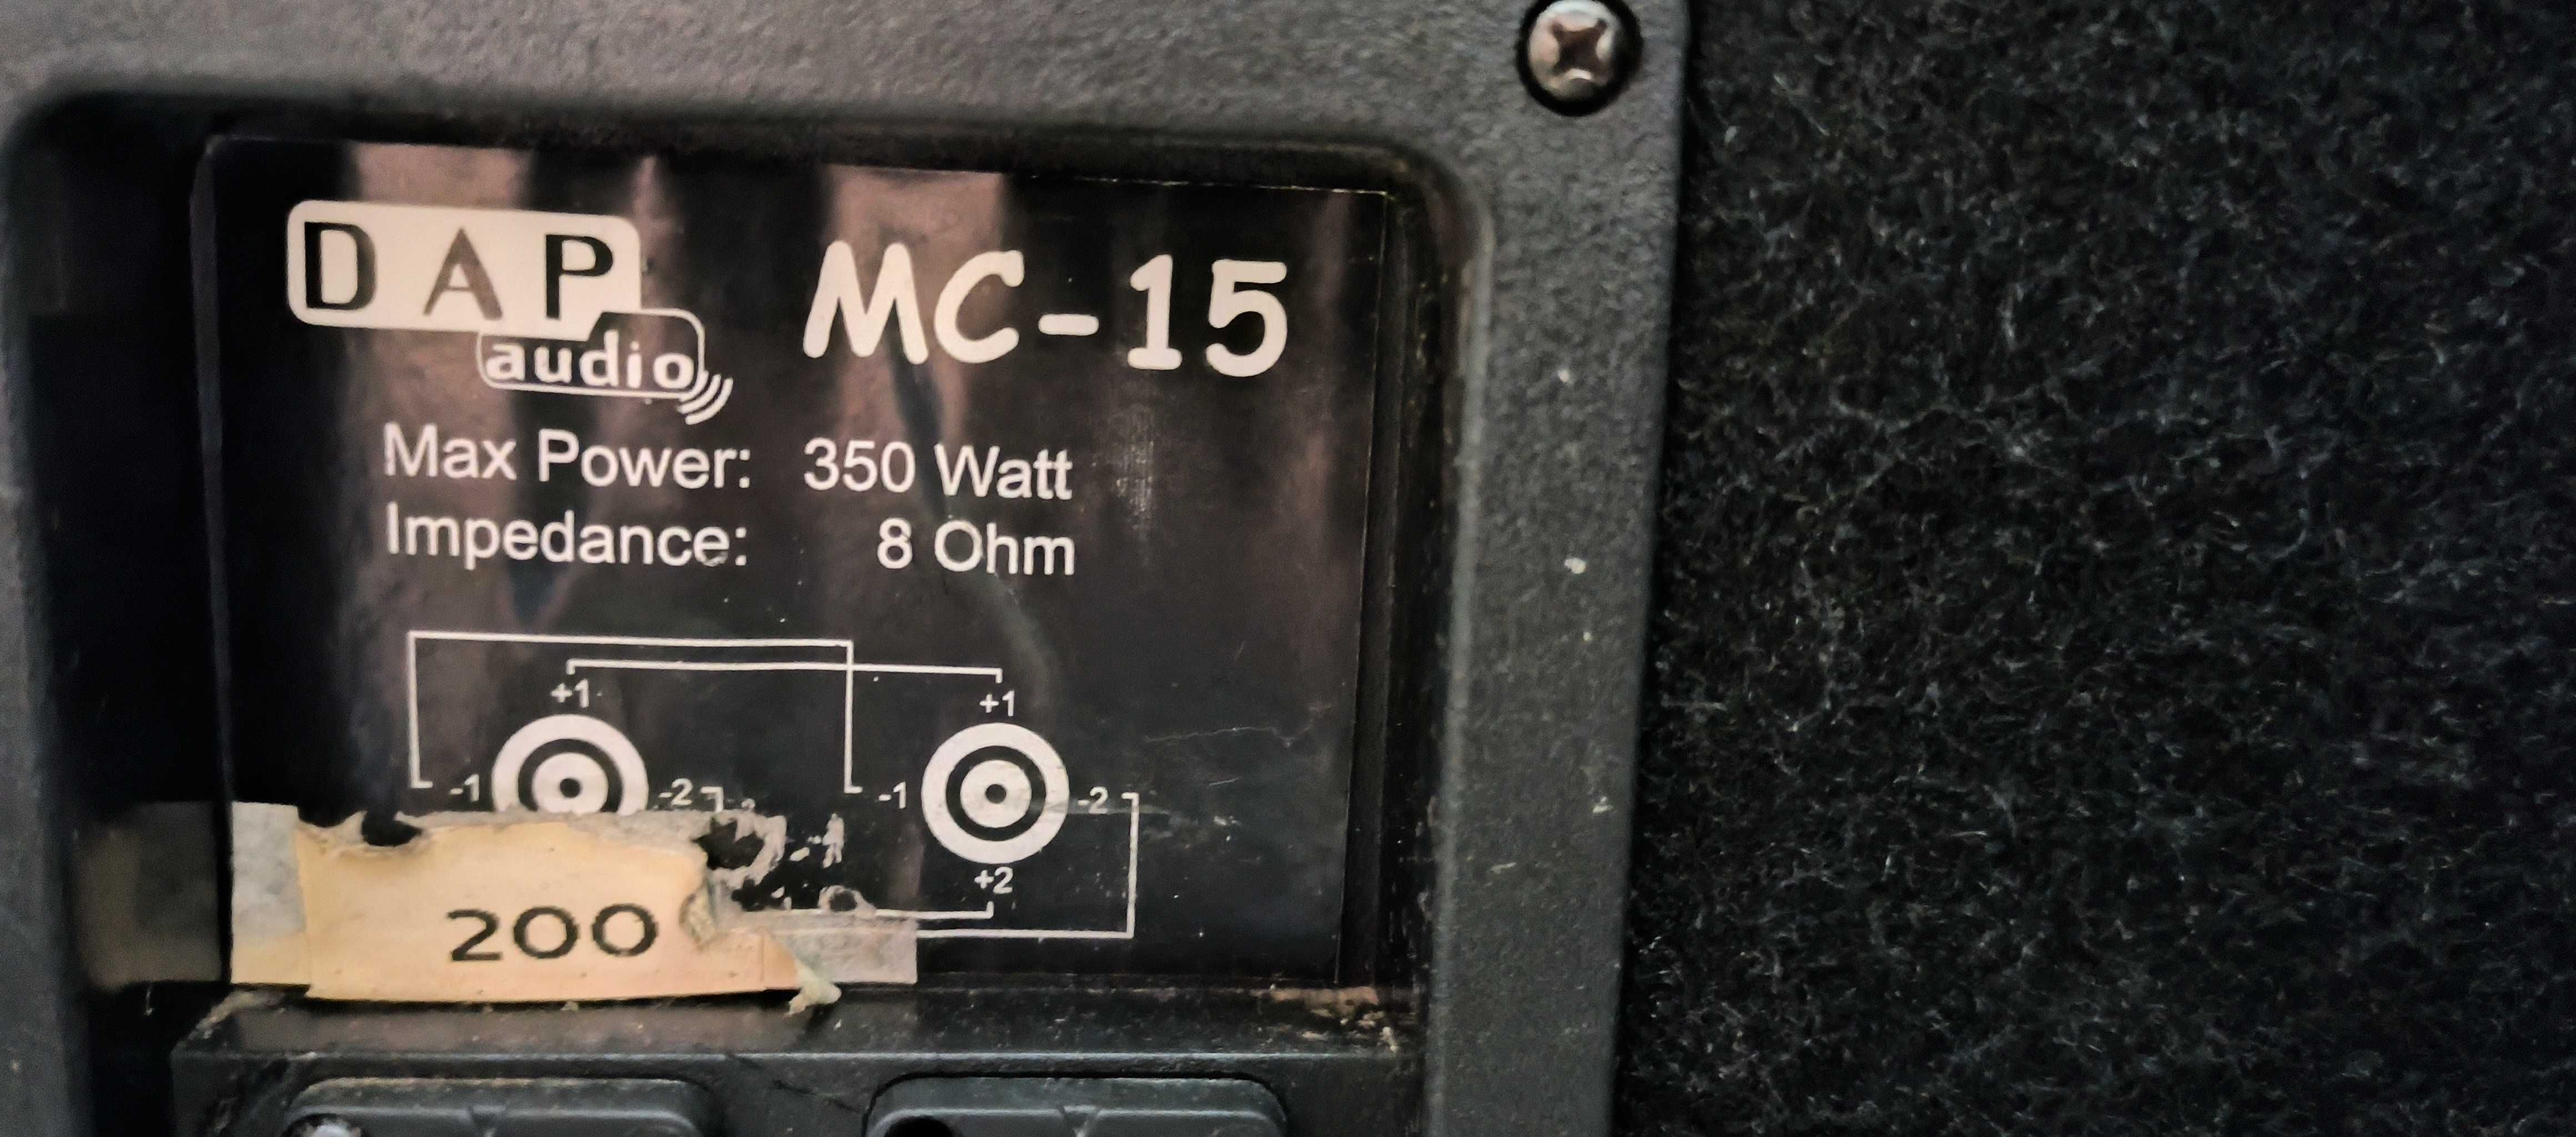 DAP audio
MC-15
Max Power: 350 Watt
Impedance: 8 Ohm
+1 +1
-1 -2 -1 -2
+2
200